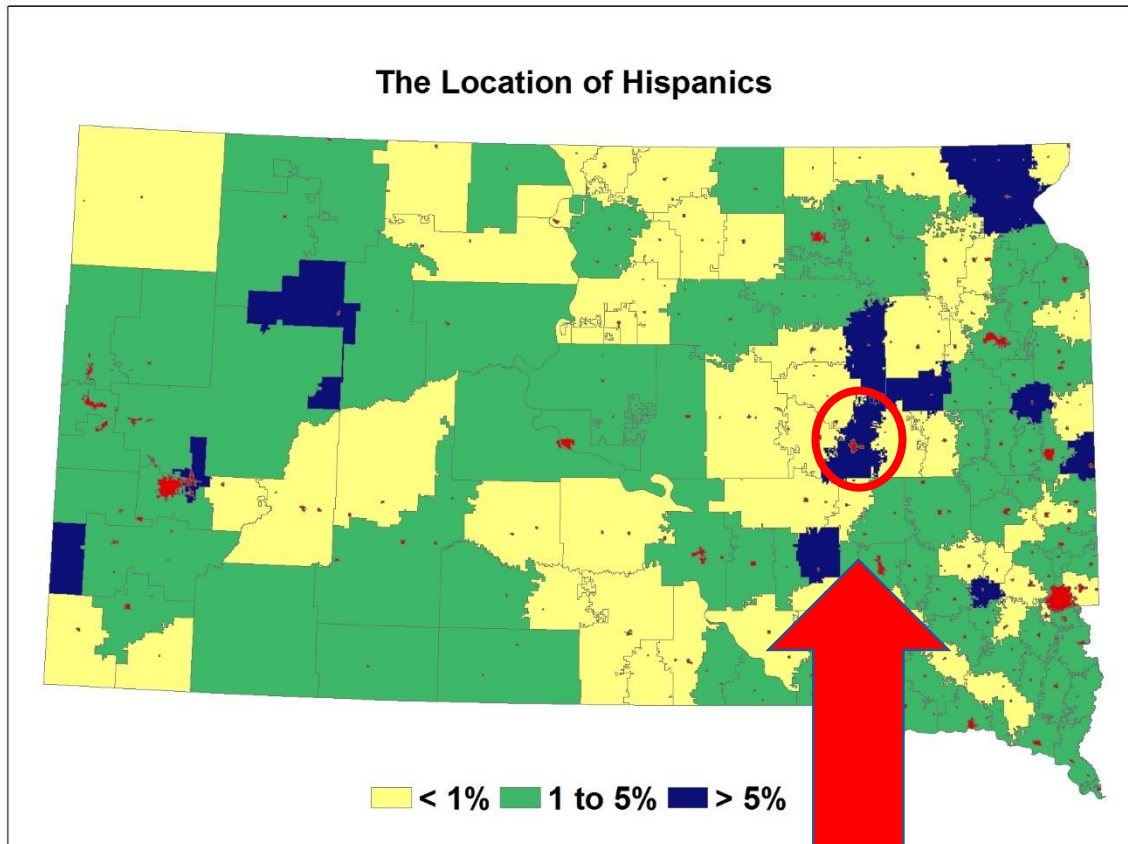 The Location of Hispanics
< 1% 1 to 5% > 5%